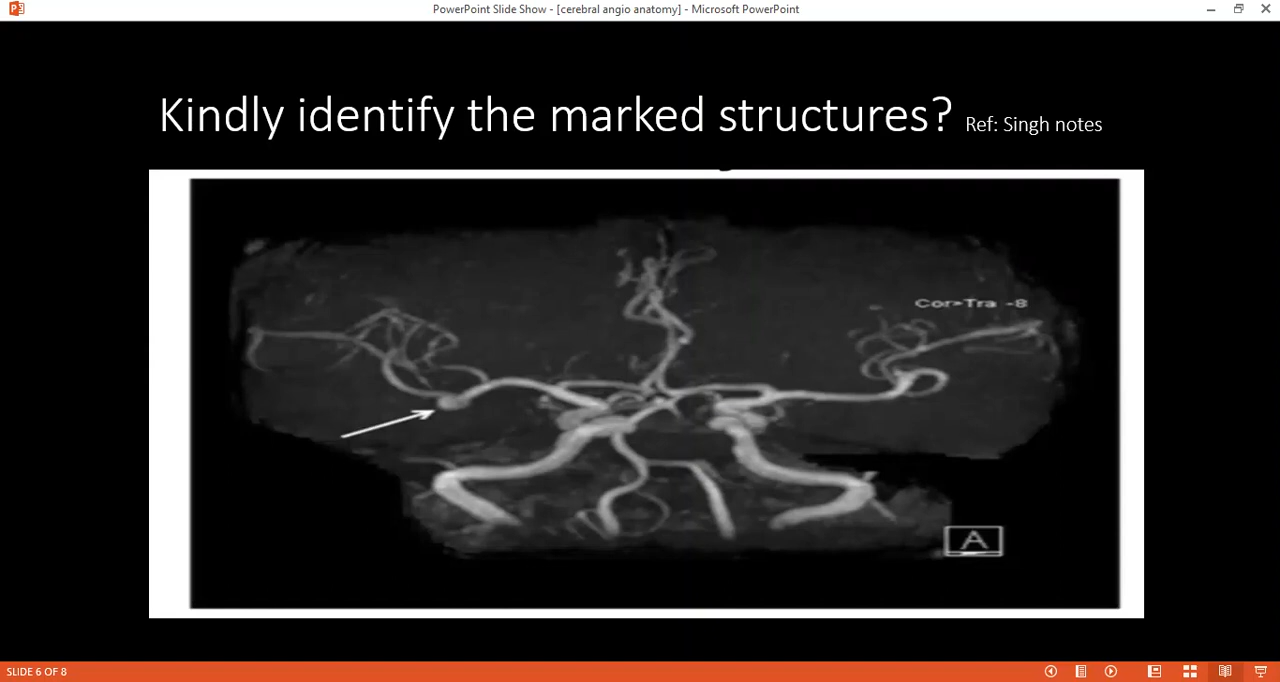 PowerPoint Slide Show - [cerebral angio anatomy] - Microsoft PowerPoint
Kindly identify the marked structures? Ref: Singh notes
Cor>Tra -8
A
SLIDE 6 OF 8